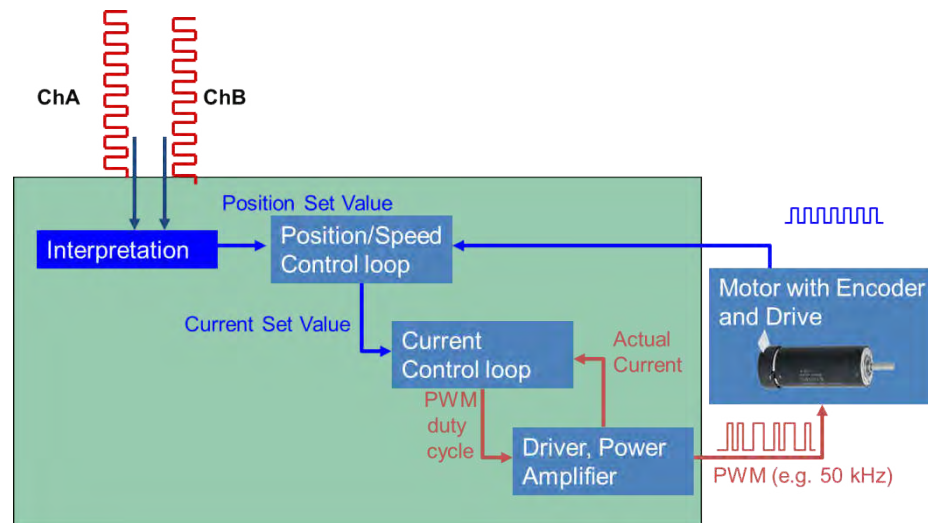 ChA
ChB
Position Set Value
Interpretation
Position/Speed
Control loop
Motor with Encoder
and Drive
Current Set Value
Current
Control loop
Actual
Current
PWM
duty
cycle
Driver, Power
Amplifier
PWM (e.g. 50 kHz)